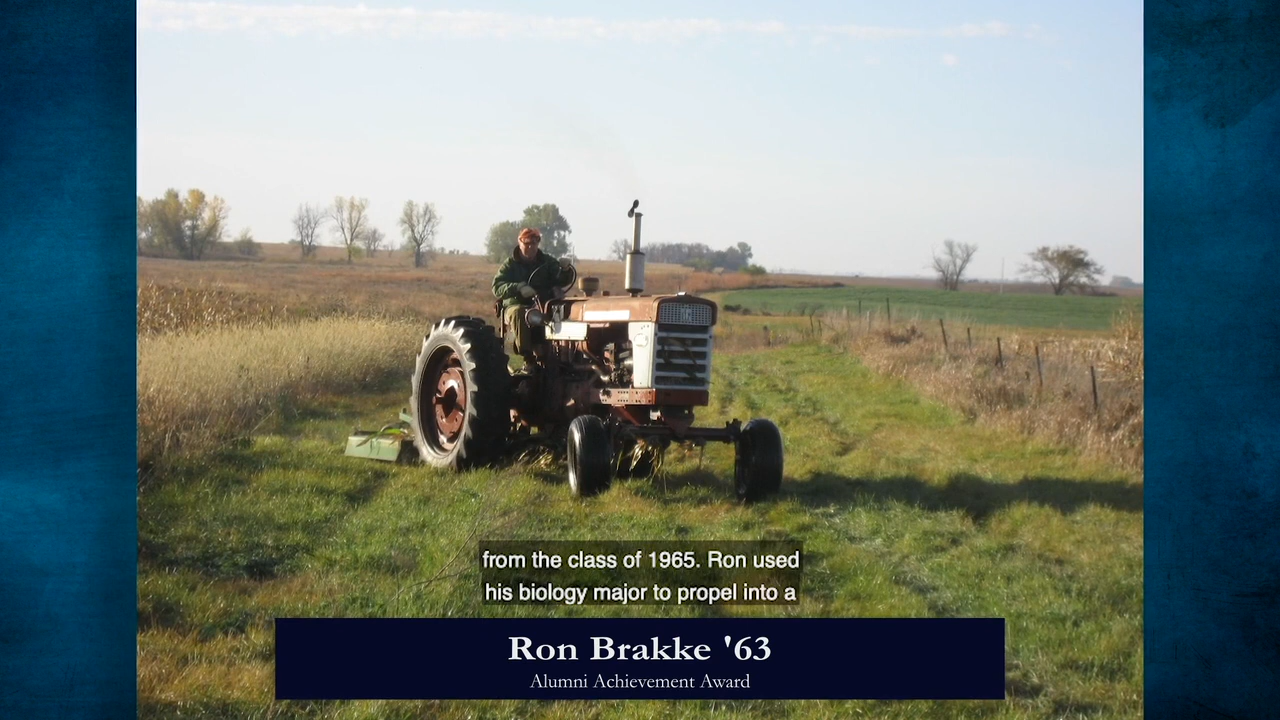 from the class of 1965. Ron used
his biology major to propel into a
Ron Brakke '63
Alumni Achievement Award